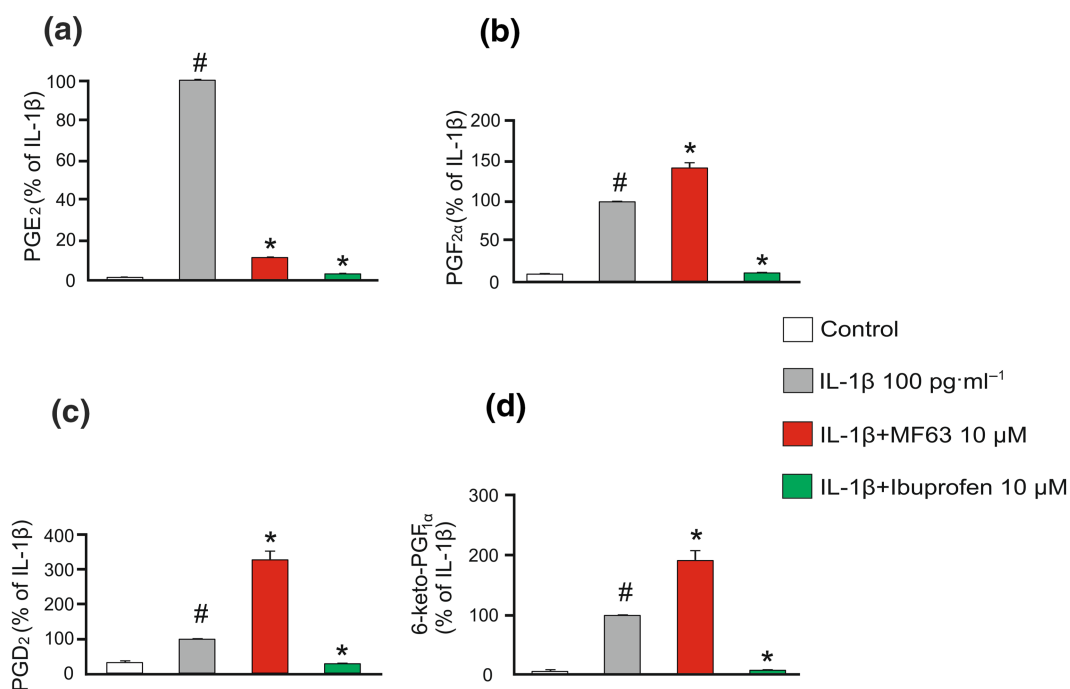 (a)
#
PGE₂ (% of IL-1β)
100
80
60
40
20
0
*
*
(b)
PGF₂α (% of IL-1β)
200
150
100
50
0
#
*
*
Control
IL-1β 100 pg·ml⁻¹
IL-1β+MF63 10 µM
IL-1β+Ibuprofen 10 µM
(c)
PGD₂ (% of IL-1β)
400
300
200
100
0
#
*
*
(d)
6-keto-PGF₁α
(% of IL-1β)
300
200
100
0
#
*
*